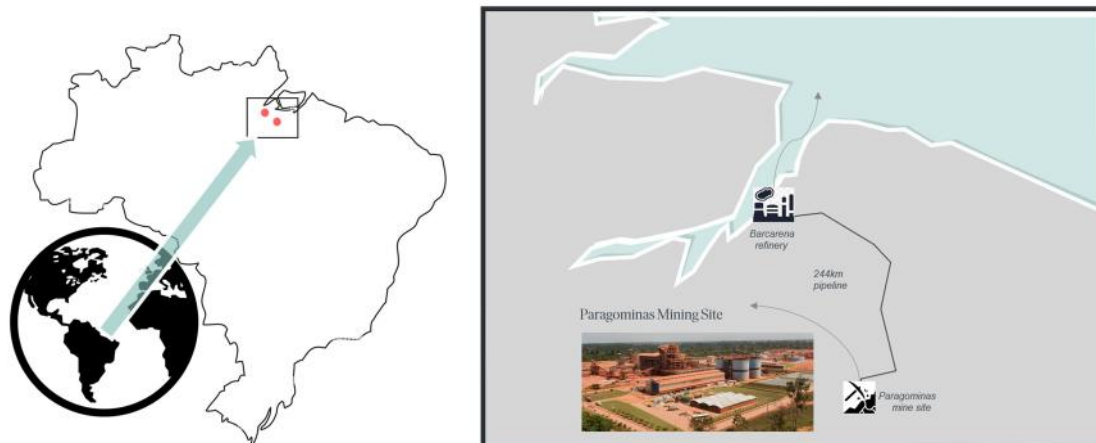 Barcarena
refinery
244km
pipeline
Paragominas Mining Site
Paragominas
mine site